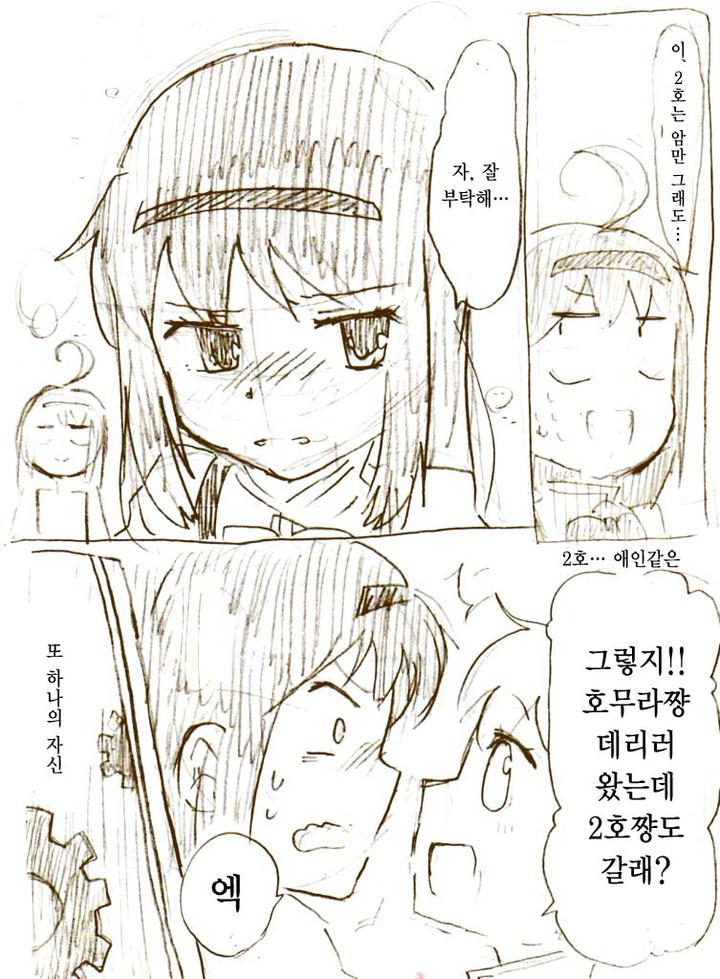 이, 2호는 암만 그래도…
자, 잘
부탁해…
2호… 애인같은
그렇지!!
호무라쨩
데리러
왔는데
2호쨩도
갈래?
엑
또 하나의 자신